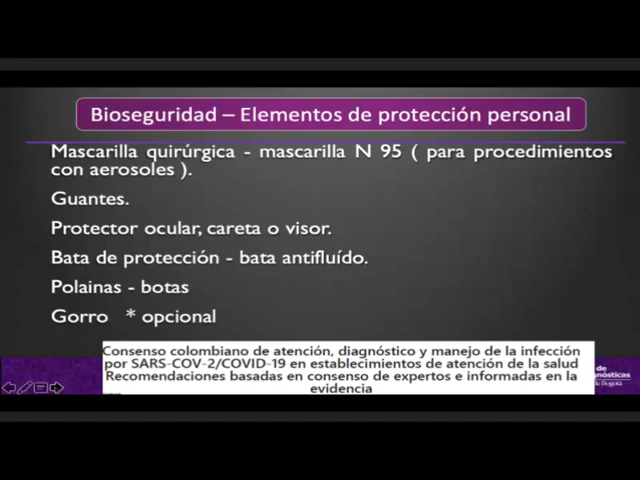 Bioseguridad – Elementos de protección personal
Mascarilla quirúrgica - mascarilla N 95 ( para procedimientos
con aerosoles ).
Guantes.
Protector ocular, careta o visor.
Bata de protección - bata antifluído.
Polainas - botas
Gorro * opcional
Consenso colombiano de atención, diagnóstico y manejo de la infección
por SARS-COV-2/COVID-19 en establecimientos de atención de la salud
Recomendaciones basadas en consenso de expertos e informadas en la
evidencia
de
de Bogotá